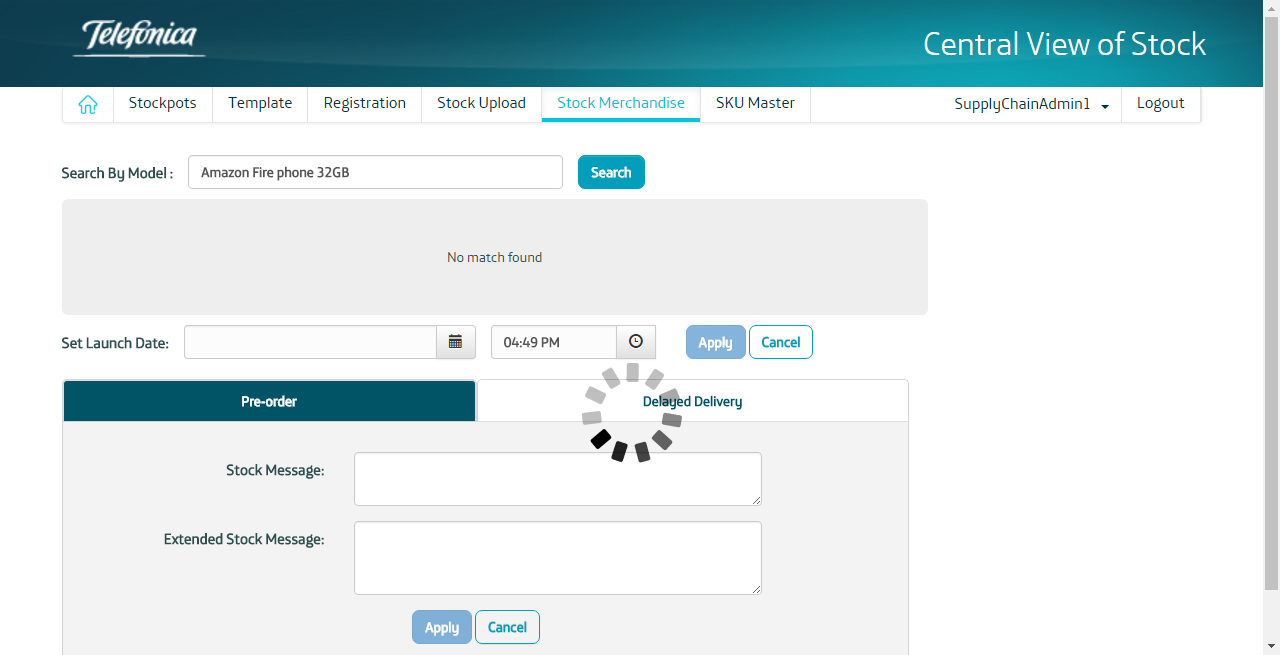 Telefónica
Central View of Stock
Stockpots Template Registration Stock Upload Stock Merchandise SKU Master SupplyChainAdmin1 Logout
Search By Model : Amazon Fire phone 32GB Search
No match found
Set Launch Date: 04:49 PM Apply Cancel
Pre-order Delayed Delivery
Stock Message:
Extended Stock Message:
Apply Cancel